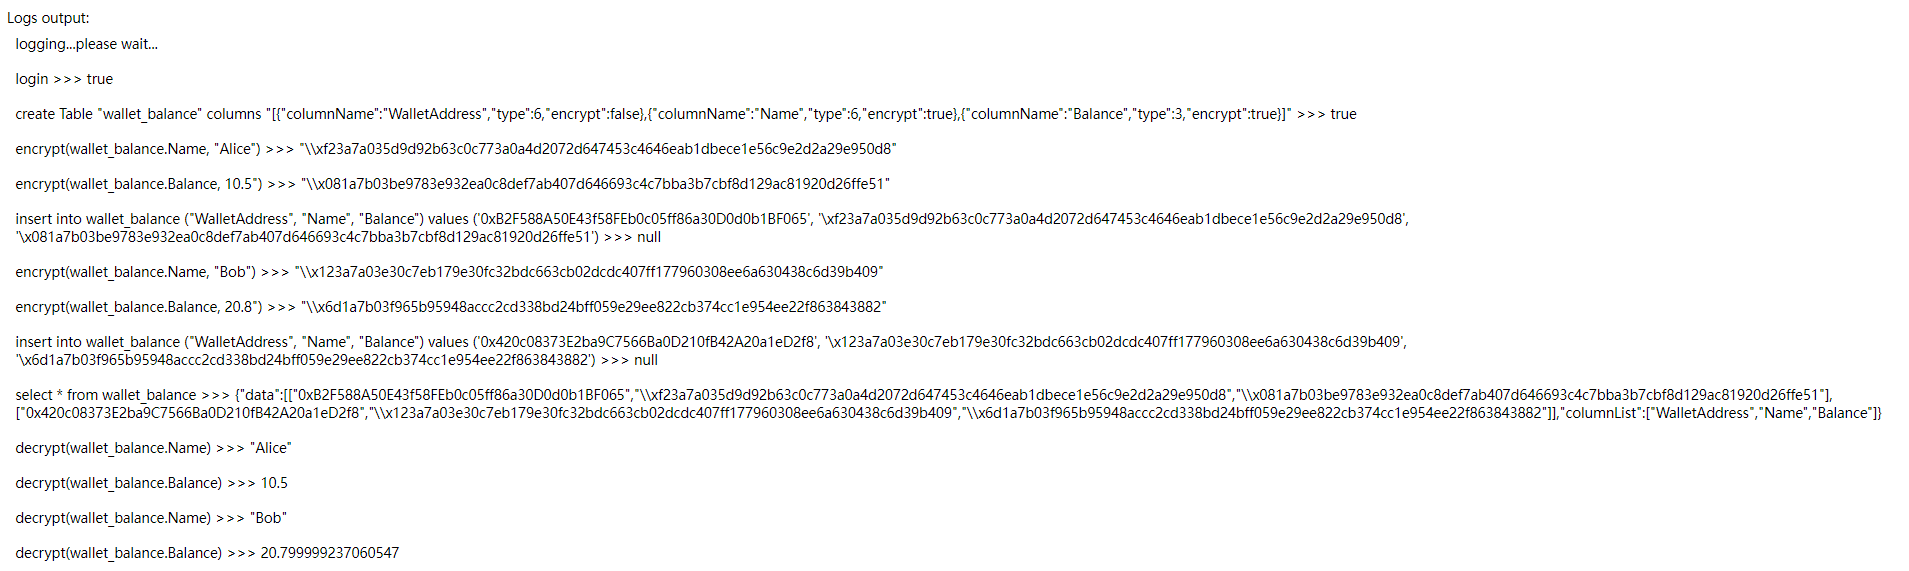 Logs output:
logging...please wait...
login >>> true
create Table "wallet_balance" columns "[{"columnName":"WalletAddress","type":6,"encrypt":false},{"columnName":"Name","type":6,"encrypt":true},{"columnName":"Balance","type":3,"encrypt":true}]" >>> true
encrypt(wallet_balance.Name, "Alice") >>> "\\xf23a7a035d9d92b63c0c773a0a4d2072d647453c4646eab1dbece1e56c9e2d2a29e950d8"
encrypt(wallet_balance.Balance, 10.5") >>> "\\x081a7b03be9783e932ea0c8def7ab407d646693c4c7bba3b7cbf8d129ac81920d26ffe51"
insert into wallet_balance ("WalletAddress", "Name", "Balance") values ('0xB2F588A50E43f58FEb0c05ff86a30D0d0b1BF065', '\xf23a7a035d9d92b63c0c773a0a4d2072d647453c4646eab1dbece1e56c9e2d2a29e950d8',
'\x081a7b03be9783e932ea0c8def7ab407d646693c4c7bba3b7cbf8d129ac81920d26ffe51') >>> null
encrypt(wallet_balance.Name, "Bob") >>> "\\x123a7a03e30c7eb179e30fc32bdc663cb02dcdc407ff177960308ee6a630438c6d39b409"
encrypt(wallet_balance.Balance, 20.8") >>> "\\x6d1a7b03f965b95948accc2cd338bd24bff059e29ee822cb374cc1e954ee22f863843882"
insert into wallet_balance ("WalletAddress", "Name", "Balance") values ('0x420c08373E2ba9C7566Ba0D210fB42A20a1eD2f8', '\x123a7a03e30c7eb179e30fc32bdc663cb02dcdc407ff177960308ee6a630438c6d39b409',
'\x6d1a7b03f965b95948accc2cd338bd24bff059e29ee822cb374cc1e954ee22f863843882') >>> null
select * from wallet_balance >>> {"data":[["0xB2F588A50E43f58FEb0c05ff86a30D0d0b1BF065","\\xf23a7a035d9d92b63c0c773a0a4d2072d647453c4646eab1dbece1e56c9e2d2a29e950d8","\\x081a7b03be9783e932ea0c8def7ab407d646693c4c7bba3b7cbf8d129ac81920d26ffe51"],
["0x420c08373E2ba9C7566Ba0D210fB42A20a1eD2f8","\\x123a7a03e30c7eb179e30fc32bdc663cb02dcdc407ff177960308ee6a630438c6d39b409","\\x6d1a7b03f965b95948accc2cd338bd24bff059e29ee822cb374cc1e954ee22f863843882"]],"columnList":["WalletAddress","Name","Balance"]}
decrypt(wallet_balance.Name) >>> "Alice"
decrypt(wallet_balance.Balance) >>> 10.5
decrypt(wallet_balance.Name) >>> "Bob"
decrypt(wallet_balance.Balance) >>> 20.799999237060547